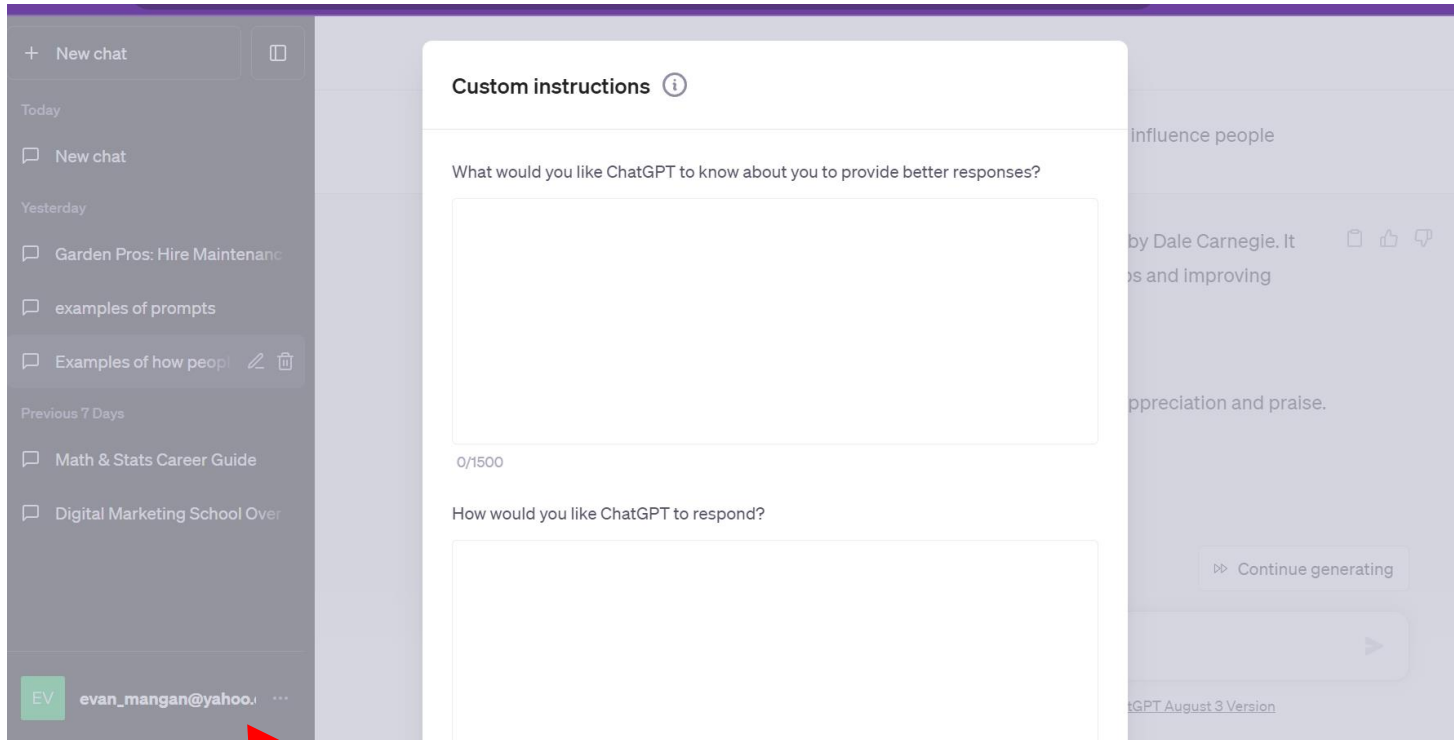 New chat
Today
New chat
Yesterday
Garden Pros: Hire Maintenanc
examples of prompts
Examples of how peopl
Previous 7 Days
Math & Stats Career Guide
Digital Marketing School Over
EV
evan_mangan@yahoo.
Custom instructions
What would you like ChatGPT to know about you to provide better responses?
0/1500
How would you like ChatGPT to respond?
influence people
by Dale Carnegie. It
ps and improving
ppreciation and praise.
Continue generating
tGPT August 3 Version